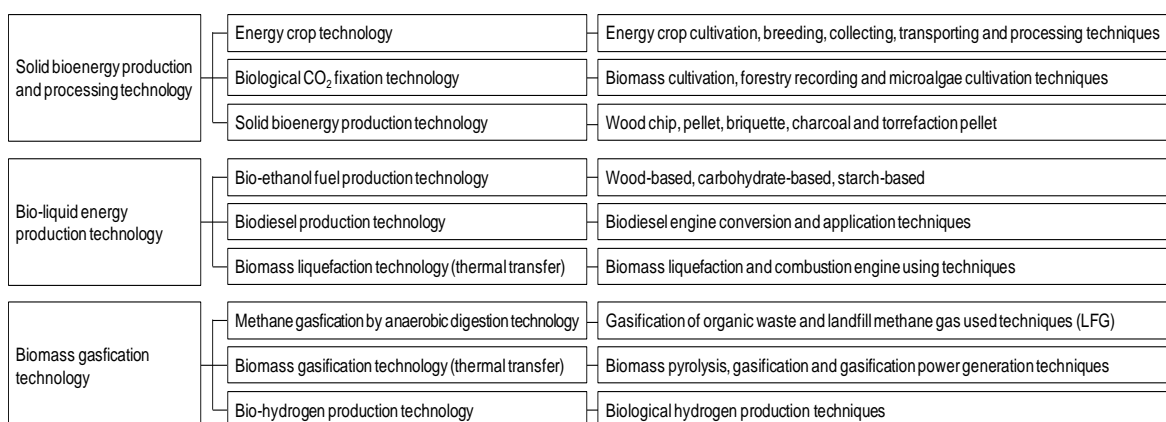 Solid bioenergy production
and processing technology
Energy crop technology
Energy crop cultivation, breeding, collecting, transporting and processing techniques
Biological CO₂ fixation technology
Biomass cultivation, forestry recording and microalgae cultivation techniques
Solid bioenergy production technology
Wood chip, pellet, briquette, charcoal and torrefaction pellet
Bio-liquid energy
production technology
Bio-ethanol fuel production technology
Wood-based, carbohydrate-based, starch-based
Biodiesel production technology
Biodiesel engine conversion and application techniques
Biomass liquefaction technology (thermal transfer)
Biomass liquefaction and combustion engine using techniques
Biomass gasfication
technology
Methane gasfication by anaerobic digestion technology
Gasification of organic waste and landfill methane gas used techniques (LFG)
Biomass gasification technology (thermal transfer)
Biomass pyrolysis, gasification and gasification power generation techniques
Bio-hydrogen production technology
Biological hydrogen production techniques